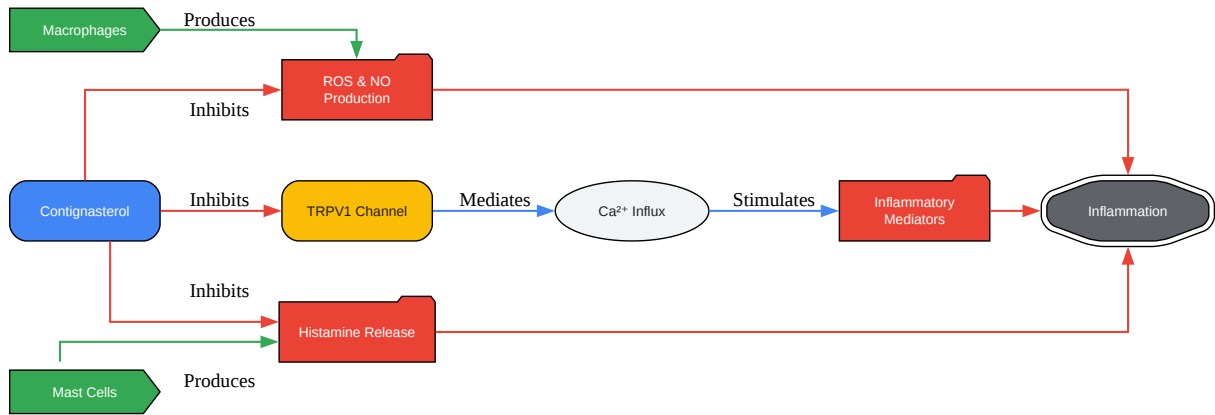 Macrophages
Produces
ROS & NO
Production
Inhibits
Contignasterol
Inhibits
TRPV1 Channel
Mediates
Ca²⁺ Influx
Stimulates
Inflammatory
Mediators
Inflammation
Inhibits
Histamine Release
Produces
Mast Cells